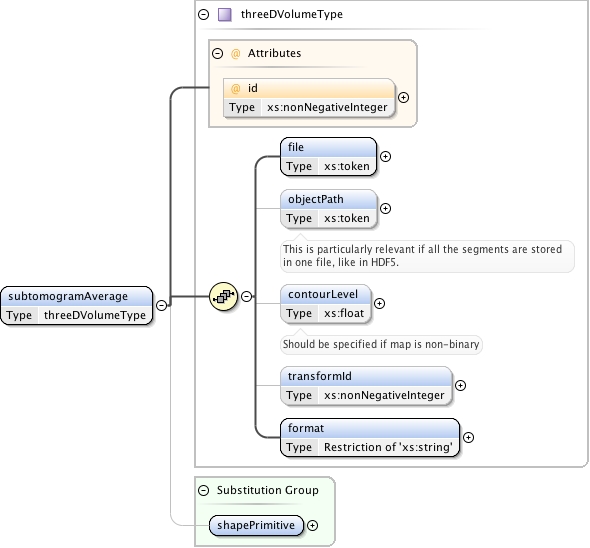 threeDVolumeType
@ Attributes
@ id
Type xs:nonNegativeInteger
file
Type xs:token
objectPath
Type xs:token
This is particularly relevant if all the segments are stored
in one file, like in HDF5.
subtomogramAverage
Type threeDVolumeType
contourLevel
Type xs:float
Should be specified if map is non-binary
transformId
Type xs:nonNegativeInteger
format
Type Restriction of 'xs:string'
Substitution Group
shapePrimitive